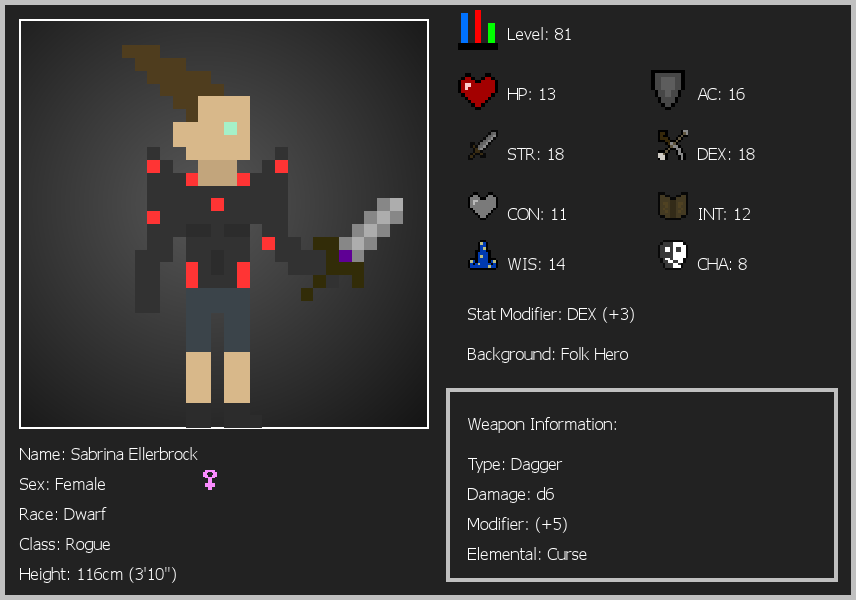 Level: 81
HP: 13
AC: 16
STR: 18
DEX: 18
CON: 11
INT: 12
WIS: 14
CHA: 8
Stat Modifier: DEX (+3)
Background: Folk Hero
Weapon Information:
Type: Dagger
Damage: d6
Modifier: (+5)
Elemental: Curse
Name: Sabrina Ellerbrock
Sex: Female
Race: Dwarf
Class: Rogue
Height: 116cm (3'10")